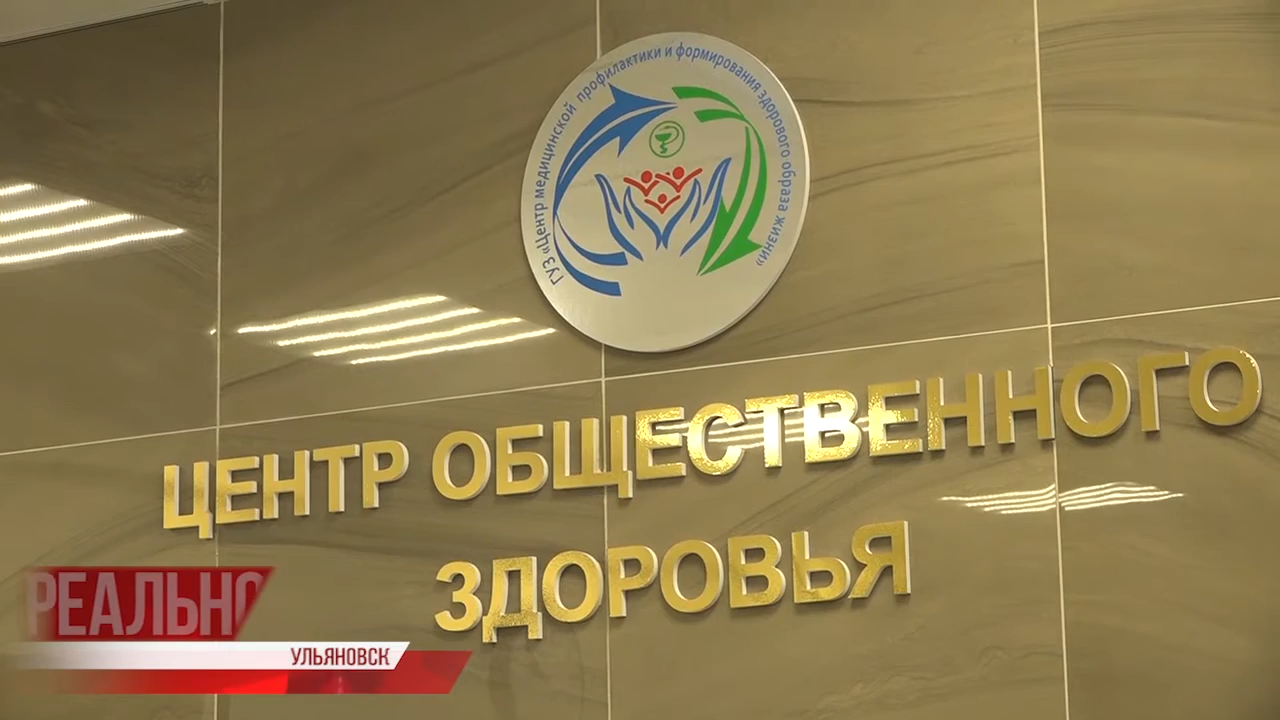 ГУЗ «Центр медицинской профилактики и формирования здорового образа жизни»
ЦЕНТР ОБЩЕСТВЕННОГО
ЗДОРОВЬЯ
РЕАЛЬНО
УЛЬЯНОВСК